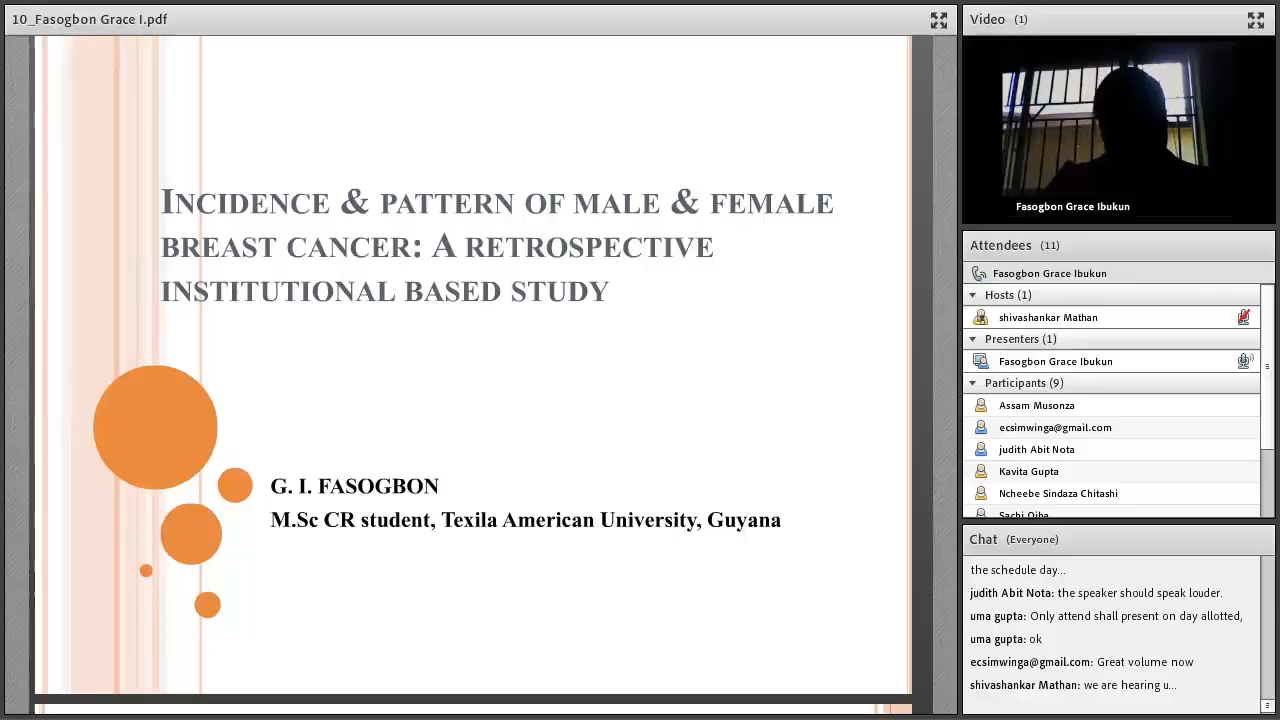 10_Fasogbon Grace I.pdf
INCIDENCE & PATTERN OF MALE & FEMALE
BREAST CANCER: A RETROSPECTIVE
INSTITUTIONAL BASED STUDY
G. I. FASOGBON
M.Sc CR student, Texila American University, Guyana
Video (1)
Fasogbon Grace Ibukun
Attendees (11)
Fasogbon Grace Ibukun
Hosts (1)
shivashankar Mathan
Presenters (1)
Fasogbon Grace Ibukun
Participants (9)
Assam Musonza
ecsimwinga@gmail.com
judith Abit Nota
Kavita Gupta
Ncheebe Sindaza Chitashi
Chat (Everyone)
the schedule day...
judith Abit Nota: the speaker should speak louder.
uma gupta: Only attend shall present on day allotted,
uma gupta: ok
ecsimwinga@gmail.com: Great volume now
shivashankar Mathan: we are hearing u...